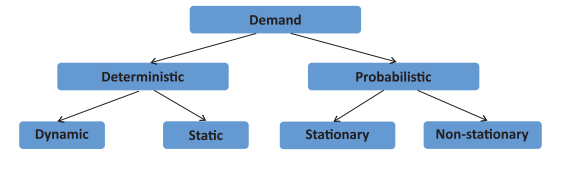 Demand
Deterministic
Probabilistic
Dynamic
Static
Stationary
Non-stationary